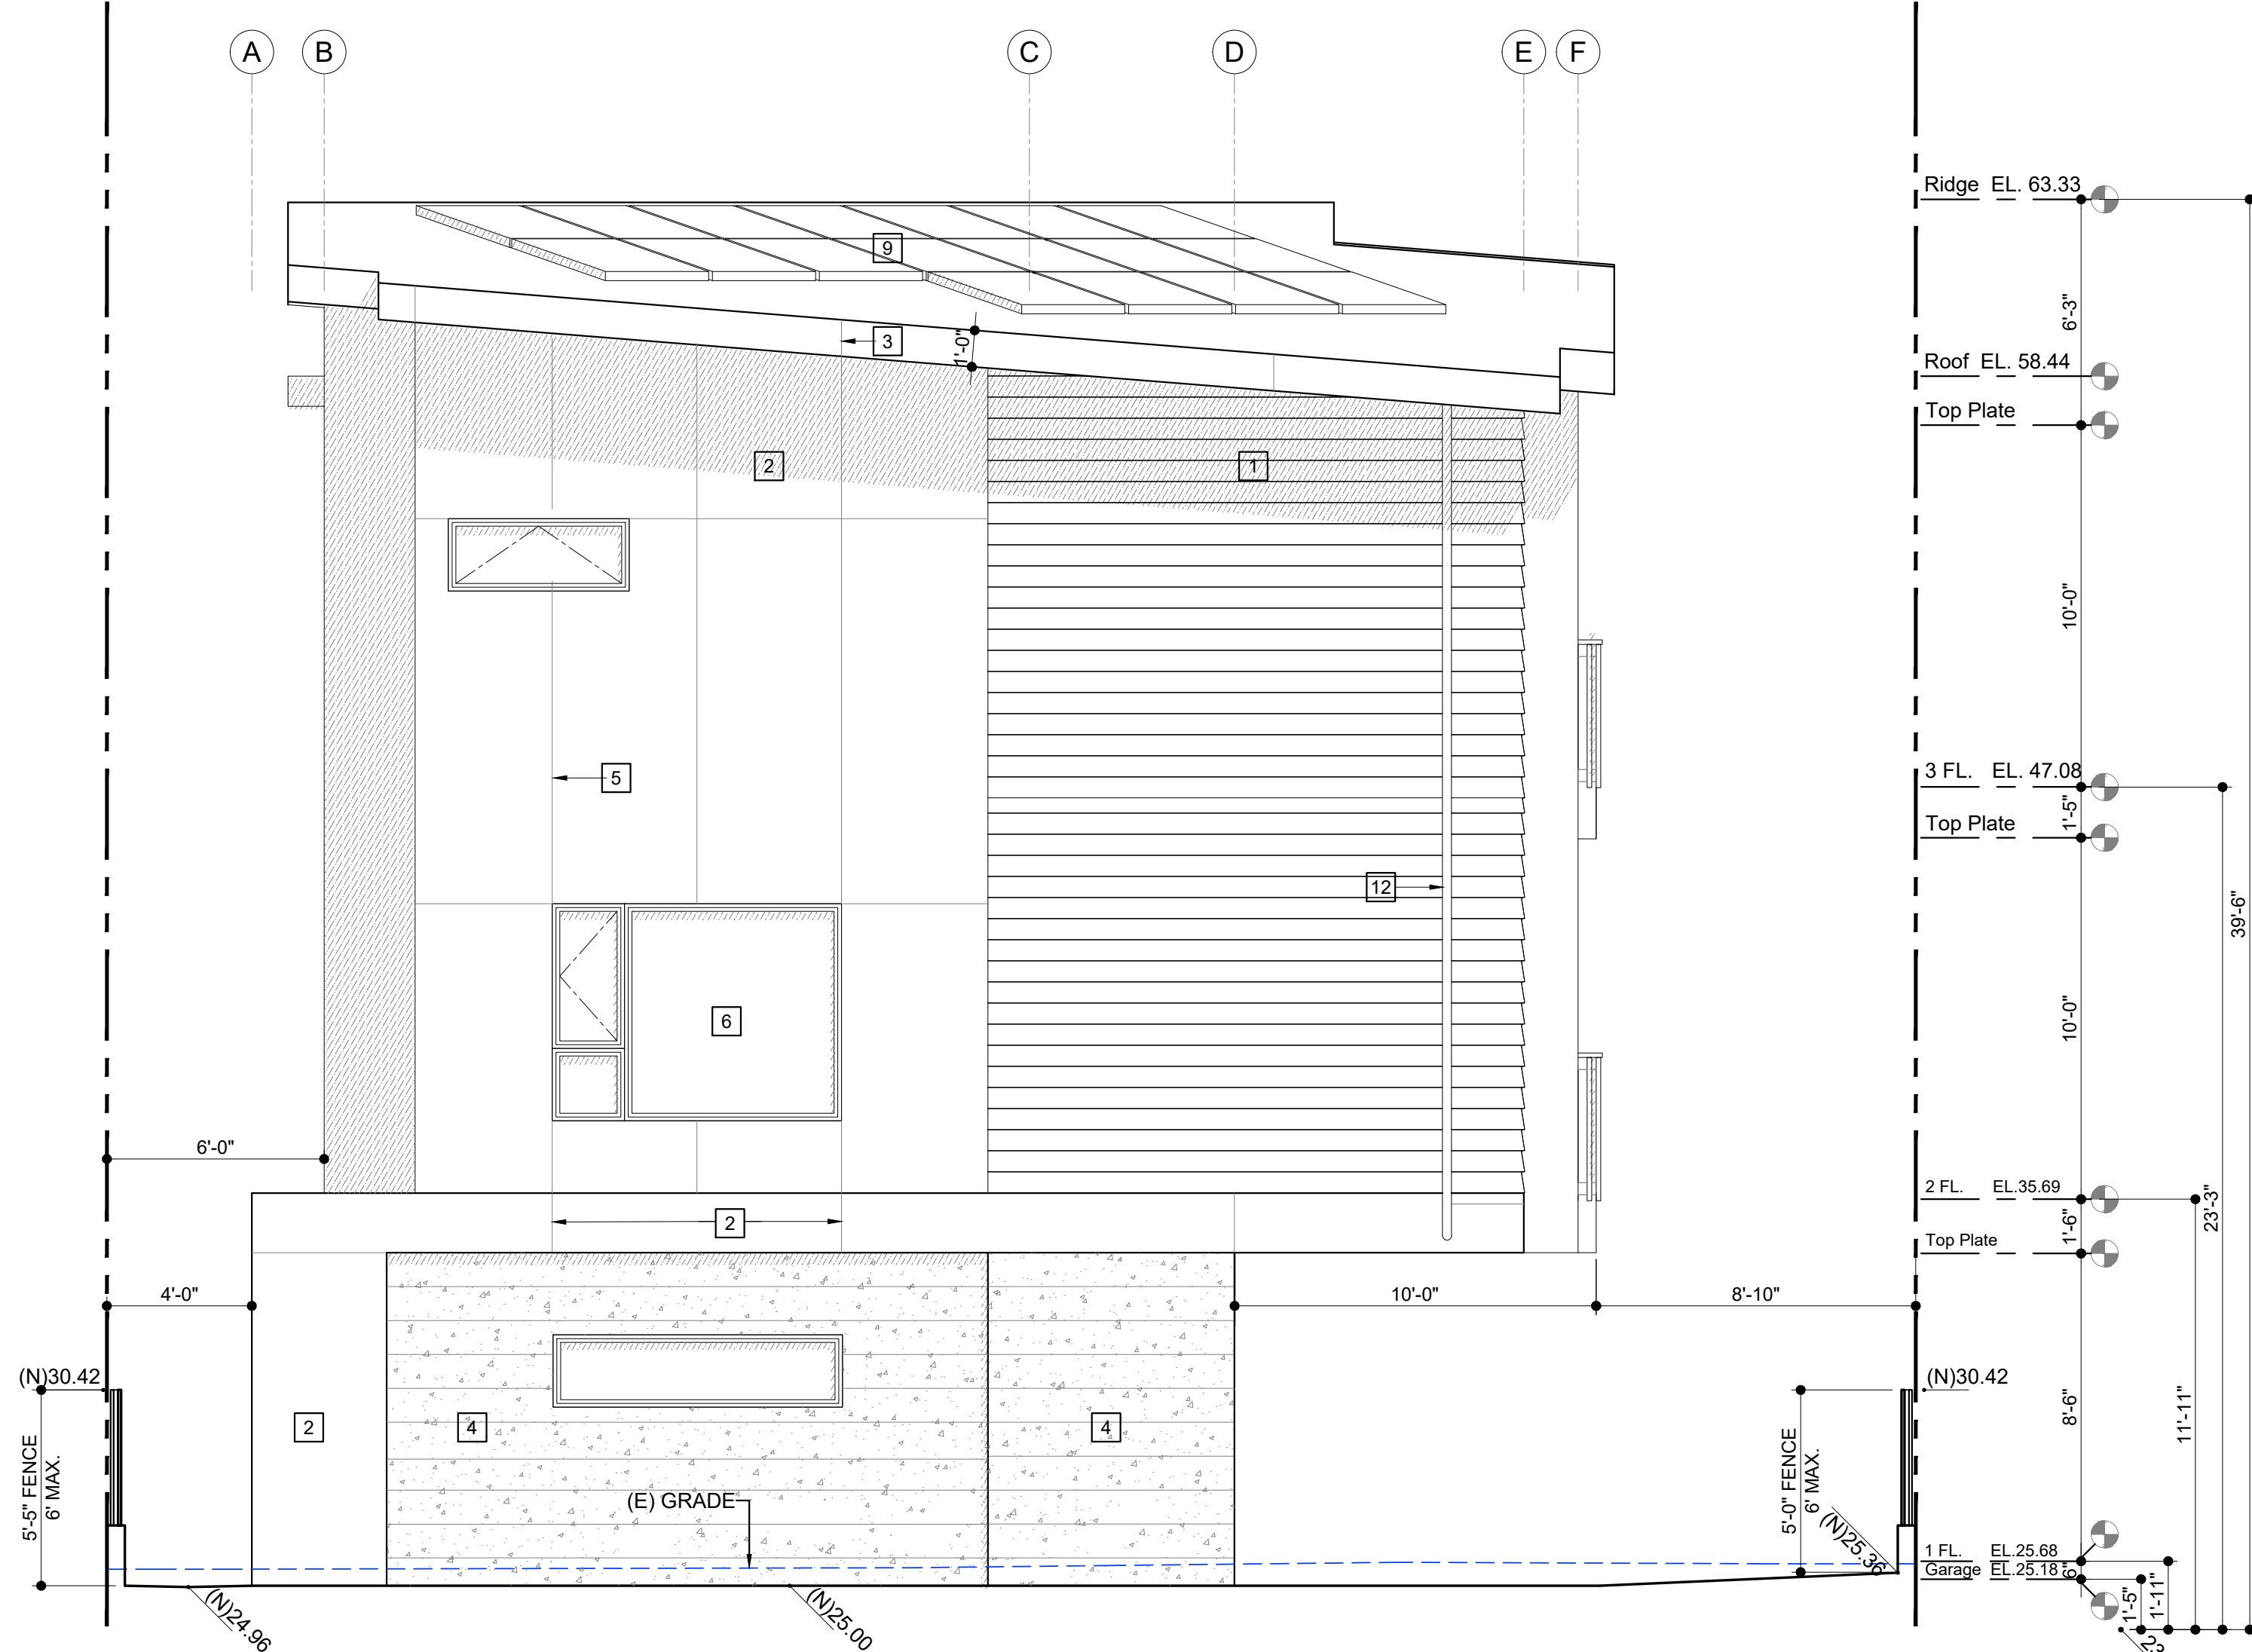 A B C D E F
Ridge EL. 63.33
9
6'-3"
3
1'-0"
Roof EL. 58.44
Top Plate
2
1
10'-0"
5
3 FL. EL. 47.08
1'-5"
Top Plate
12
39'-6"
6
10'-0"
6'-0"
2 FL. EL.35.69
23'-3"
2
1'-6"
Top Plate
4'-0"
10'-0"
8'-10"
(N)30.42
(N)30.42
8'-6"
11'-11"
2
4
4
5'-5" FENCE
6' MAX.
5'-0" FENCE
6' MAX.
(E) GRADE
(N)25.36
1 FL. EL.25.68
Garage EL.25.18
6"
1'-5"
1'-11"
(N)24.96
(N)25.00